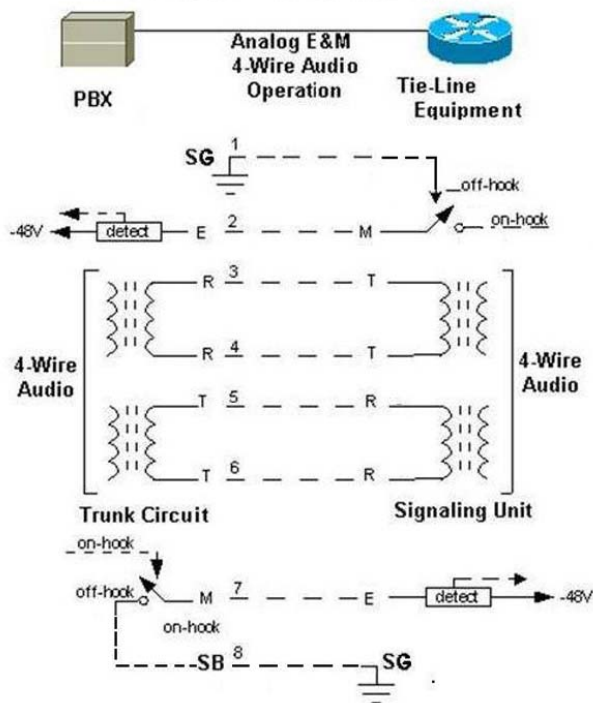 Analog E&M
4-Wire Audio
Operation
PBX
Tie-Line
Equipment
SG 1
off-hook
-48V detect E 2 M on-hook
R 3 T
4-Wire
Audio
R 4 T
4-Wire
Audio
T 5 R
T 6 R
Trunk Circuit
Signaling Unit
on-hook
off-hook M 7 E detect -48V
on-hook
SB 8 SG